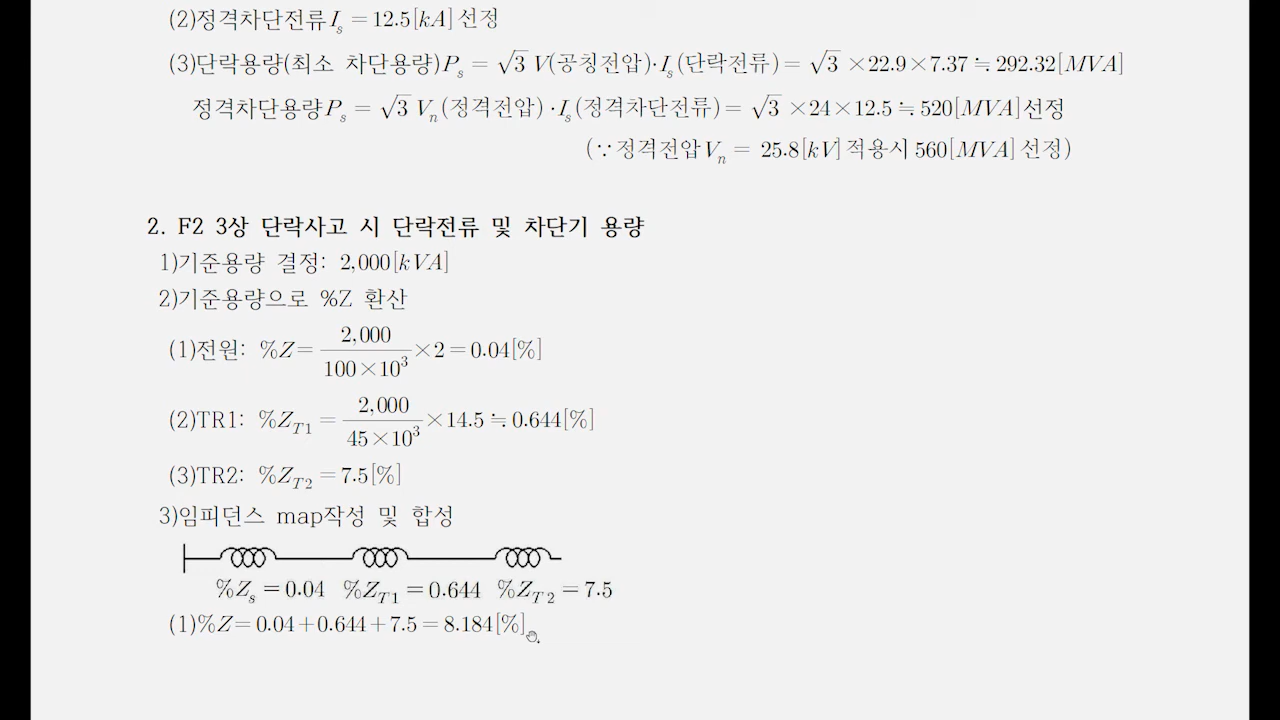 (2)정격차단전류 I_s = 12.5[kA] 선정
(3)단락용량(최소 차단용량)P_s = √3 V(공칭전압)·I_s(단락전류) = √3 ×22.9×7.37≒292.32[MVA]
정격차단용량P_s = √3 V_n(정격전압)·I_s(정격차단전류) = √3 ×24×12.5≒520[MVA]선정
(∵정격전압V_n = 25.8[kV]적용시 560[MVA] 선정)
2. F2 3상 단락사고 시 단락전류 및 차단기 용량
1)기준용량 결정: 2,000[kVA]
2)기준용량으로 %Z 환산
(1)전원: %Z = 2,000/100×10³ ×2 = 0.04[%]
(2)TR1: %Z_T1 = 2,000/45×10³ ×14.5≒0.644[%]
(3)TR2: %Z_T2 = 7.5[%]
3)임피던스 map작성 및 합성
%Z_s = 0.04 %Z_T1 = 0.644 %Z_T2 = 7.5
(1)%Z = 0.04+0.644+7.5 = 8.184[%]